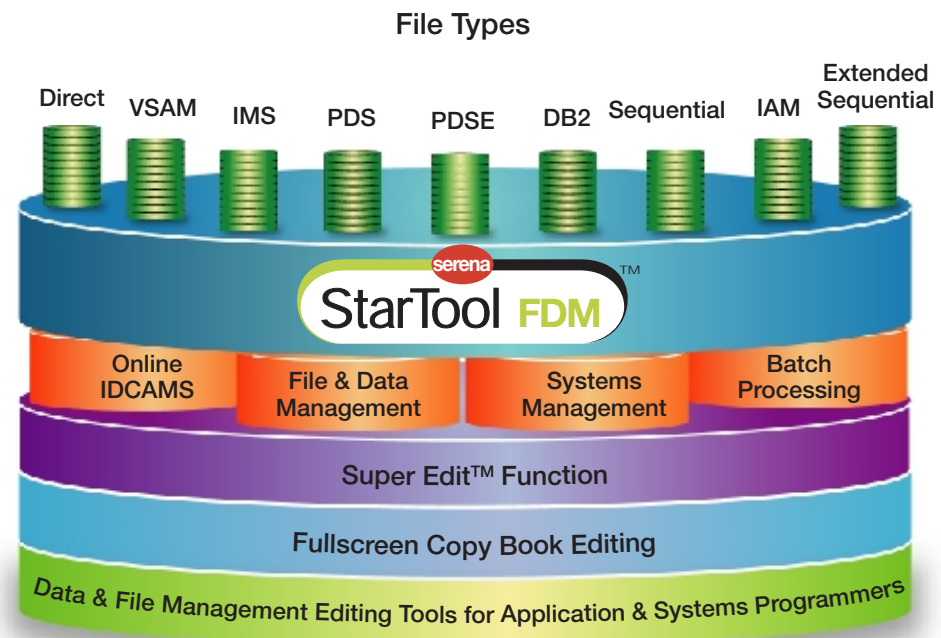 File Types
Direct
VSAM
IMS
PDS
PDSE
DB2
Sequential
IAM
Extended
Sequential
serena
StarTool FDM™
Online
IDCAMS
File & Data
Management
Systems
Management
Batch
Processing
Super Edit™ Function
Fullscreen Copy Book Editing
Data & File Management Editing Tools for Application & Systems Programmers